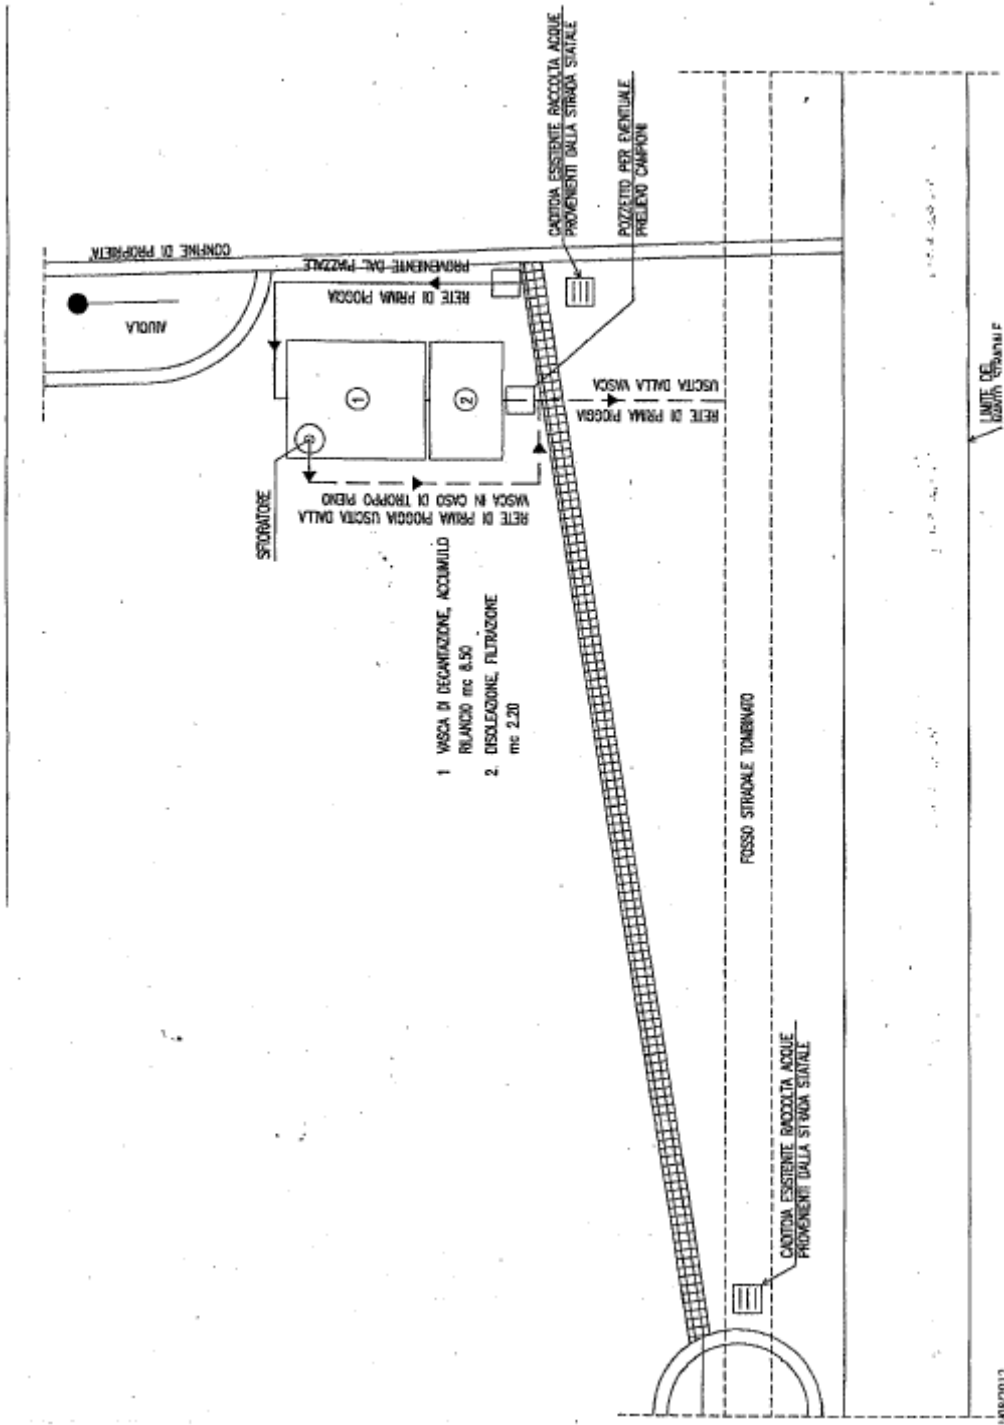 CONFINE DI PROPRIETA'
AIUOLA
PROVENIENTE DAL PIAZZALE
RETE DI PRIMA PIOGGIA
CADITOIA ESISTENTE RACCOLTA ACQUE
PROVENIENTI DALLA STRADA STATALE
POZZETTO PER EVENTUALE
PRELIEVO CAMPIONI
1
2
RETE DI PRIMA PIOGGIA
USCITA DALLA VASCA
SFIORATORE
RETE DI PRIMA PIOGGIA USCITA DALLA
VASCA IN CASO DI TROPPO PIENO
1 VASCA DI DECANTAZIONE, ACCUMULO
RILANCIO mc 8.50
2. DISOLEAZIONE, FILTRAZIONE
mc 2.20
FOSSO STRADALE TOMBINATO
CADITOIA ESISTENTE RACCOLTA ACQUE
PROVENIENTI DALLA STRADA STATALE
LIMITE DEL